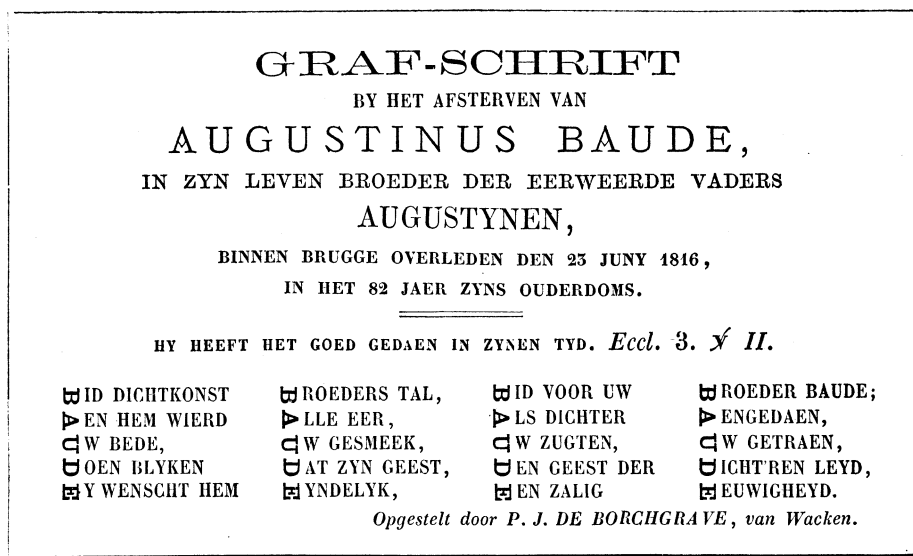 GRAF-SCHRIFT
BY HET AFSTERVEN VAN
AUGUSTINUS BAUDE,
IN ZYN LEVEN BROEDER DER EERWEERDE VADERS
AUGUSTYNEN,
BINNEN BRUGGE OVERLEDEN DEN 23 JUNY 1816,
IN HET 82 JAER ZYNS OUDERDOMS.
HY HEEFT HET GOED GEDAEN IN ZYNEN TYD. Eccl. 3. ℣ II.
BID DICHTKONST BROEDERS TAL, BID VOOR UW BROEDER BAUDE;
AEN HEM WIERD ALLE EER, ALS DICHTER AENGEDAEN,
UW BEDE, UW GESMEEK, UW ZUGTEN, UW GETRAEN,
DOEN BLYKEN DAT ZYN GEEST, DEN GEEST DER DICHT'REN LEYD,
EY WENSCHT HEM EYNDELYK, EEN ZALIG EEUWIGHEYD.
Opgestelt door P. J. DE BORCHGRAVE, van Wacken.